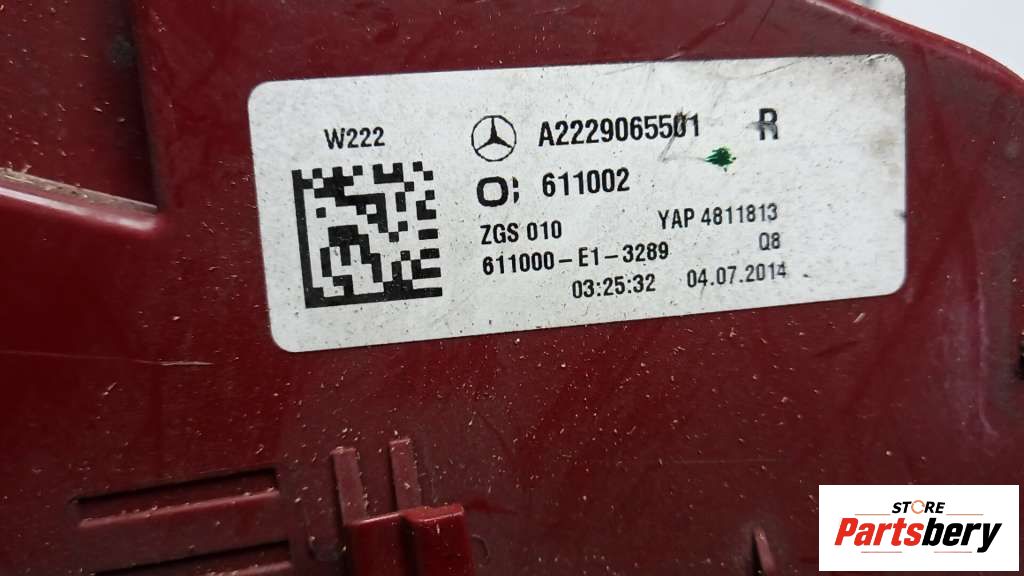 W222
A2229065501 R
O; 611002
ZGS 010 YAP 4811813
611000-E1-3289 Q8
03:25:32 04.07.2014
STORE
Partsbery